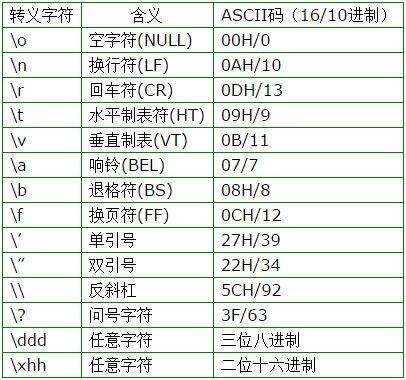 转义字符 含义 ASCII码（16/10进制）
\o 空字符(NULL) 00H/0
\n 换行符(LF) 0AH/10
\r 回车符(CR) 0DH/13
\t 水平制表符(HT) 09H/9
\v 垂直制表(VT) 0B/11
\a 响铃(BEL) 07/7
\b 退格符(BS) 08H/8
\f 换页符(FF) 0CH/12
\’ 单引号 27H/39
\” 双引号 22H/34
\\ 反斜杠 5CH/92
\? 问号字符 3F/63
\ddd 任意字符 三位八进制
\xhh 任意字符 二位十六进制